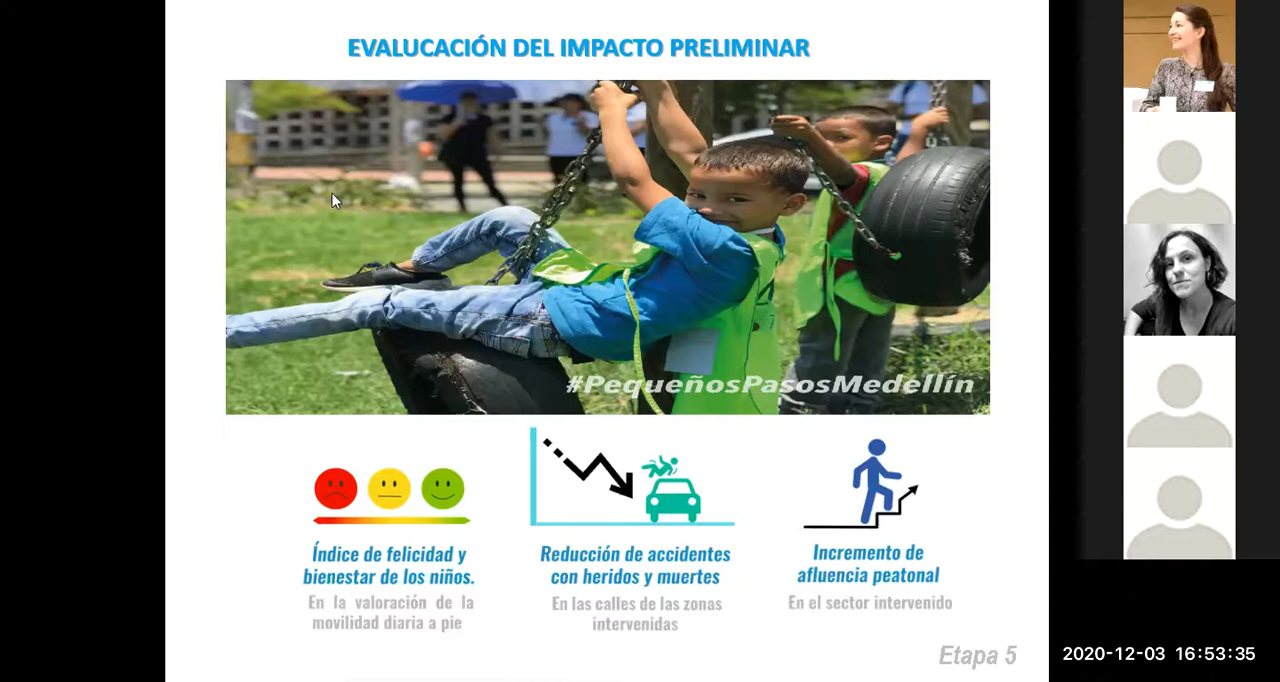 EVALUCACIÓN DEL IMPACTO PRELIMINAR
#PequeñosPasosMedellín
Índice de felicidad y
bienestar de los niños.
En la valoración de la
movilidad diaria a pie
Reducción de accidentes
con heridos y muertes
En las calles de las zonas
intervenidas
Incremento de
afluencia peatonal
En el sector intervenido
Etapa 5
2020-12-03 16:53:35